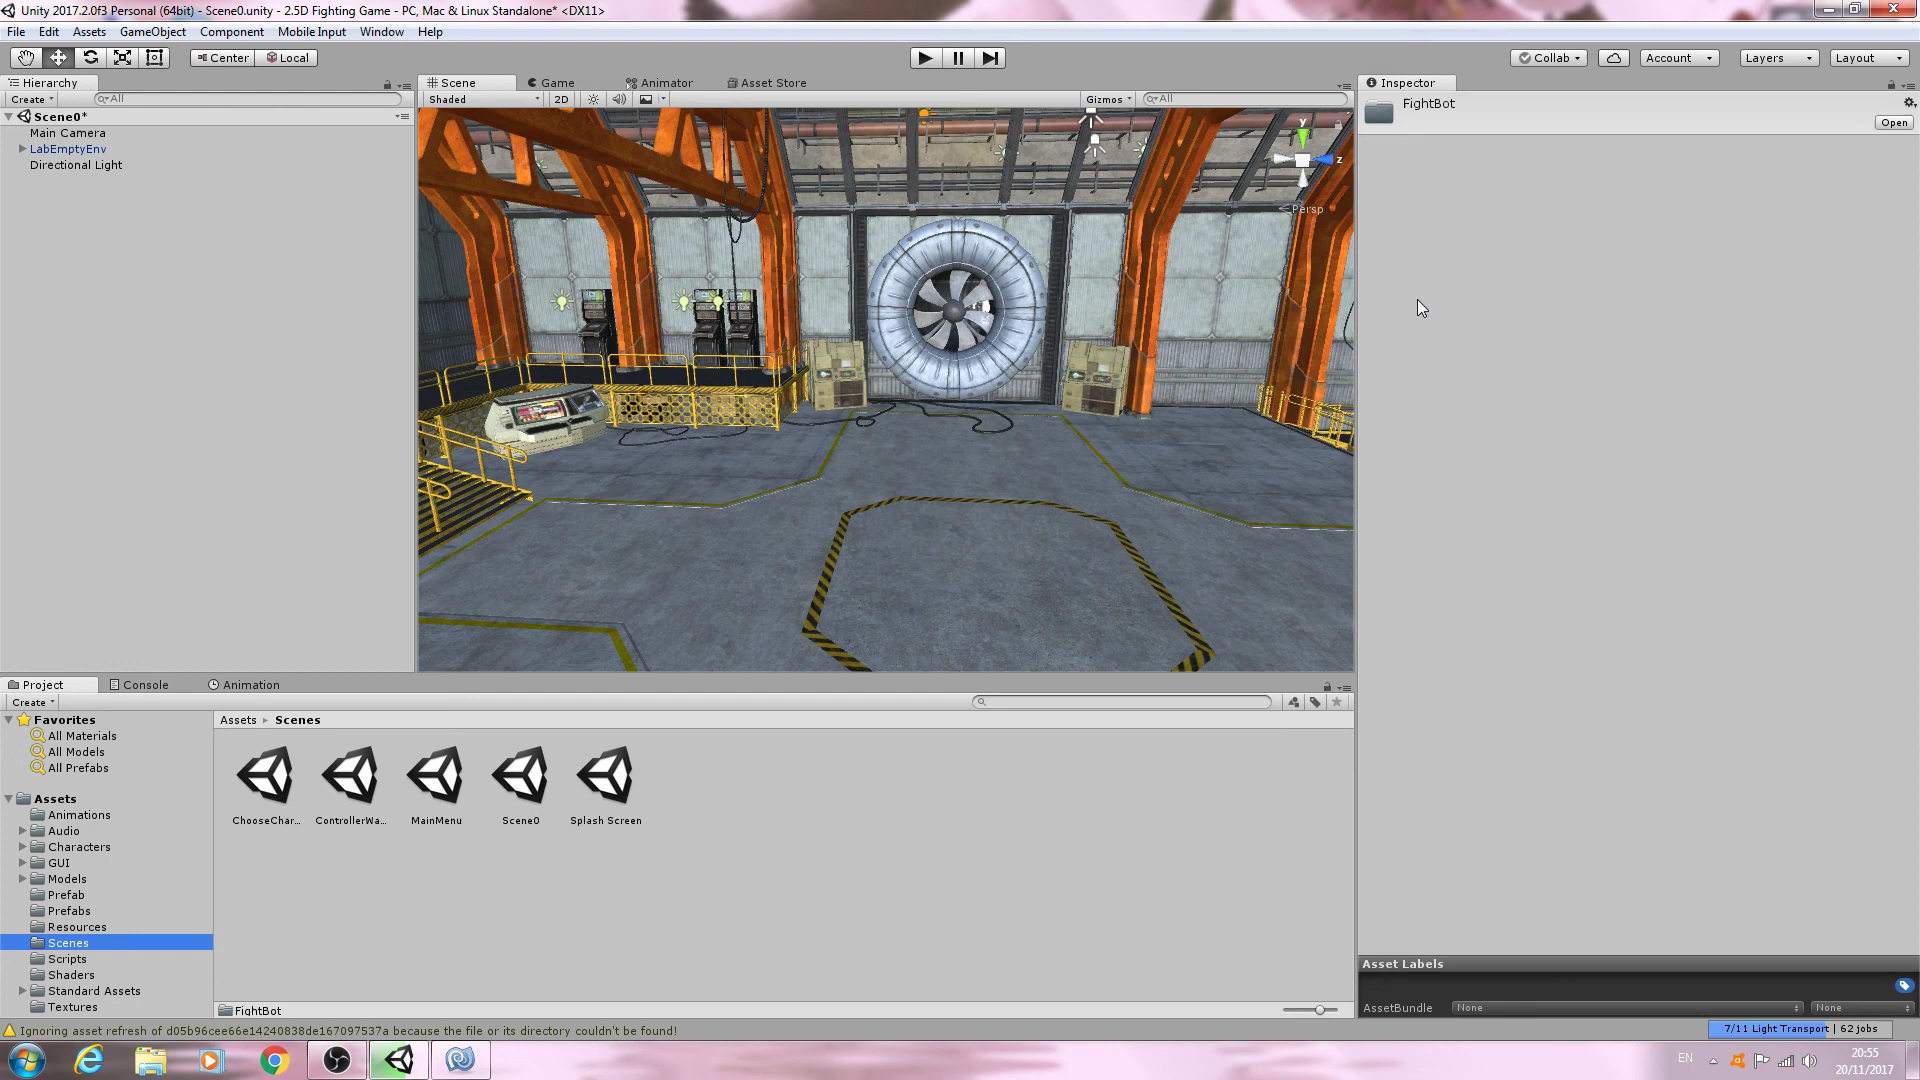 Unity 2017.2.0f3 Personal (64bit) - Scene0.unity - 2.5D Fighting Game - PC, Mac & Linux Standalone* <DX11>
File Edit Assets GameObject Component Mobile Input Window Help
Center Local Collab Account Layers Layout
Hierarchy Scene Game Animator Asset Store Inspector
Create All Shaded 2D Gizmos All
FightBot
Open
Scene0*
Main Camera
LabEmptyEnv
Directional Light
y
z
Persp
Project Console Animation
Create
Favorites
All Materials
All Models
All Prefabs
Assets
Animations
Audio
Characters
GUI
Models
Prefab
Prefabs
Resources
Scenes
Scripts
Shaders
Standard Assets
Textures
Assets Scenes
ChooseChar... ControllerWa... MainMenu Scene0 Splash Screen
FightBot
Asset Labels
AssetBundle None None
Ignoring asset refresh of d05b96cee66e14240838de167097537a because the file or its directory couldn't be found!
7/11 Light Transport | 62 jobs
EN
20:55
20/11/2017